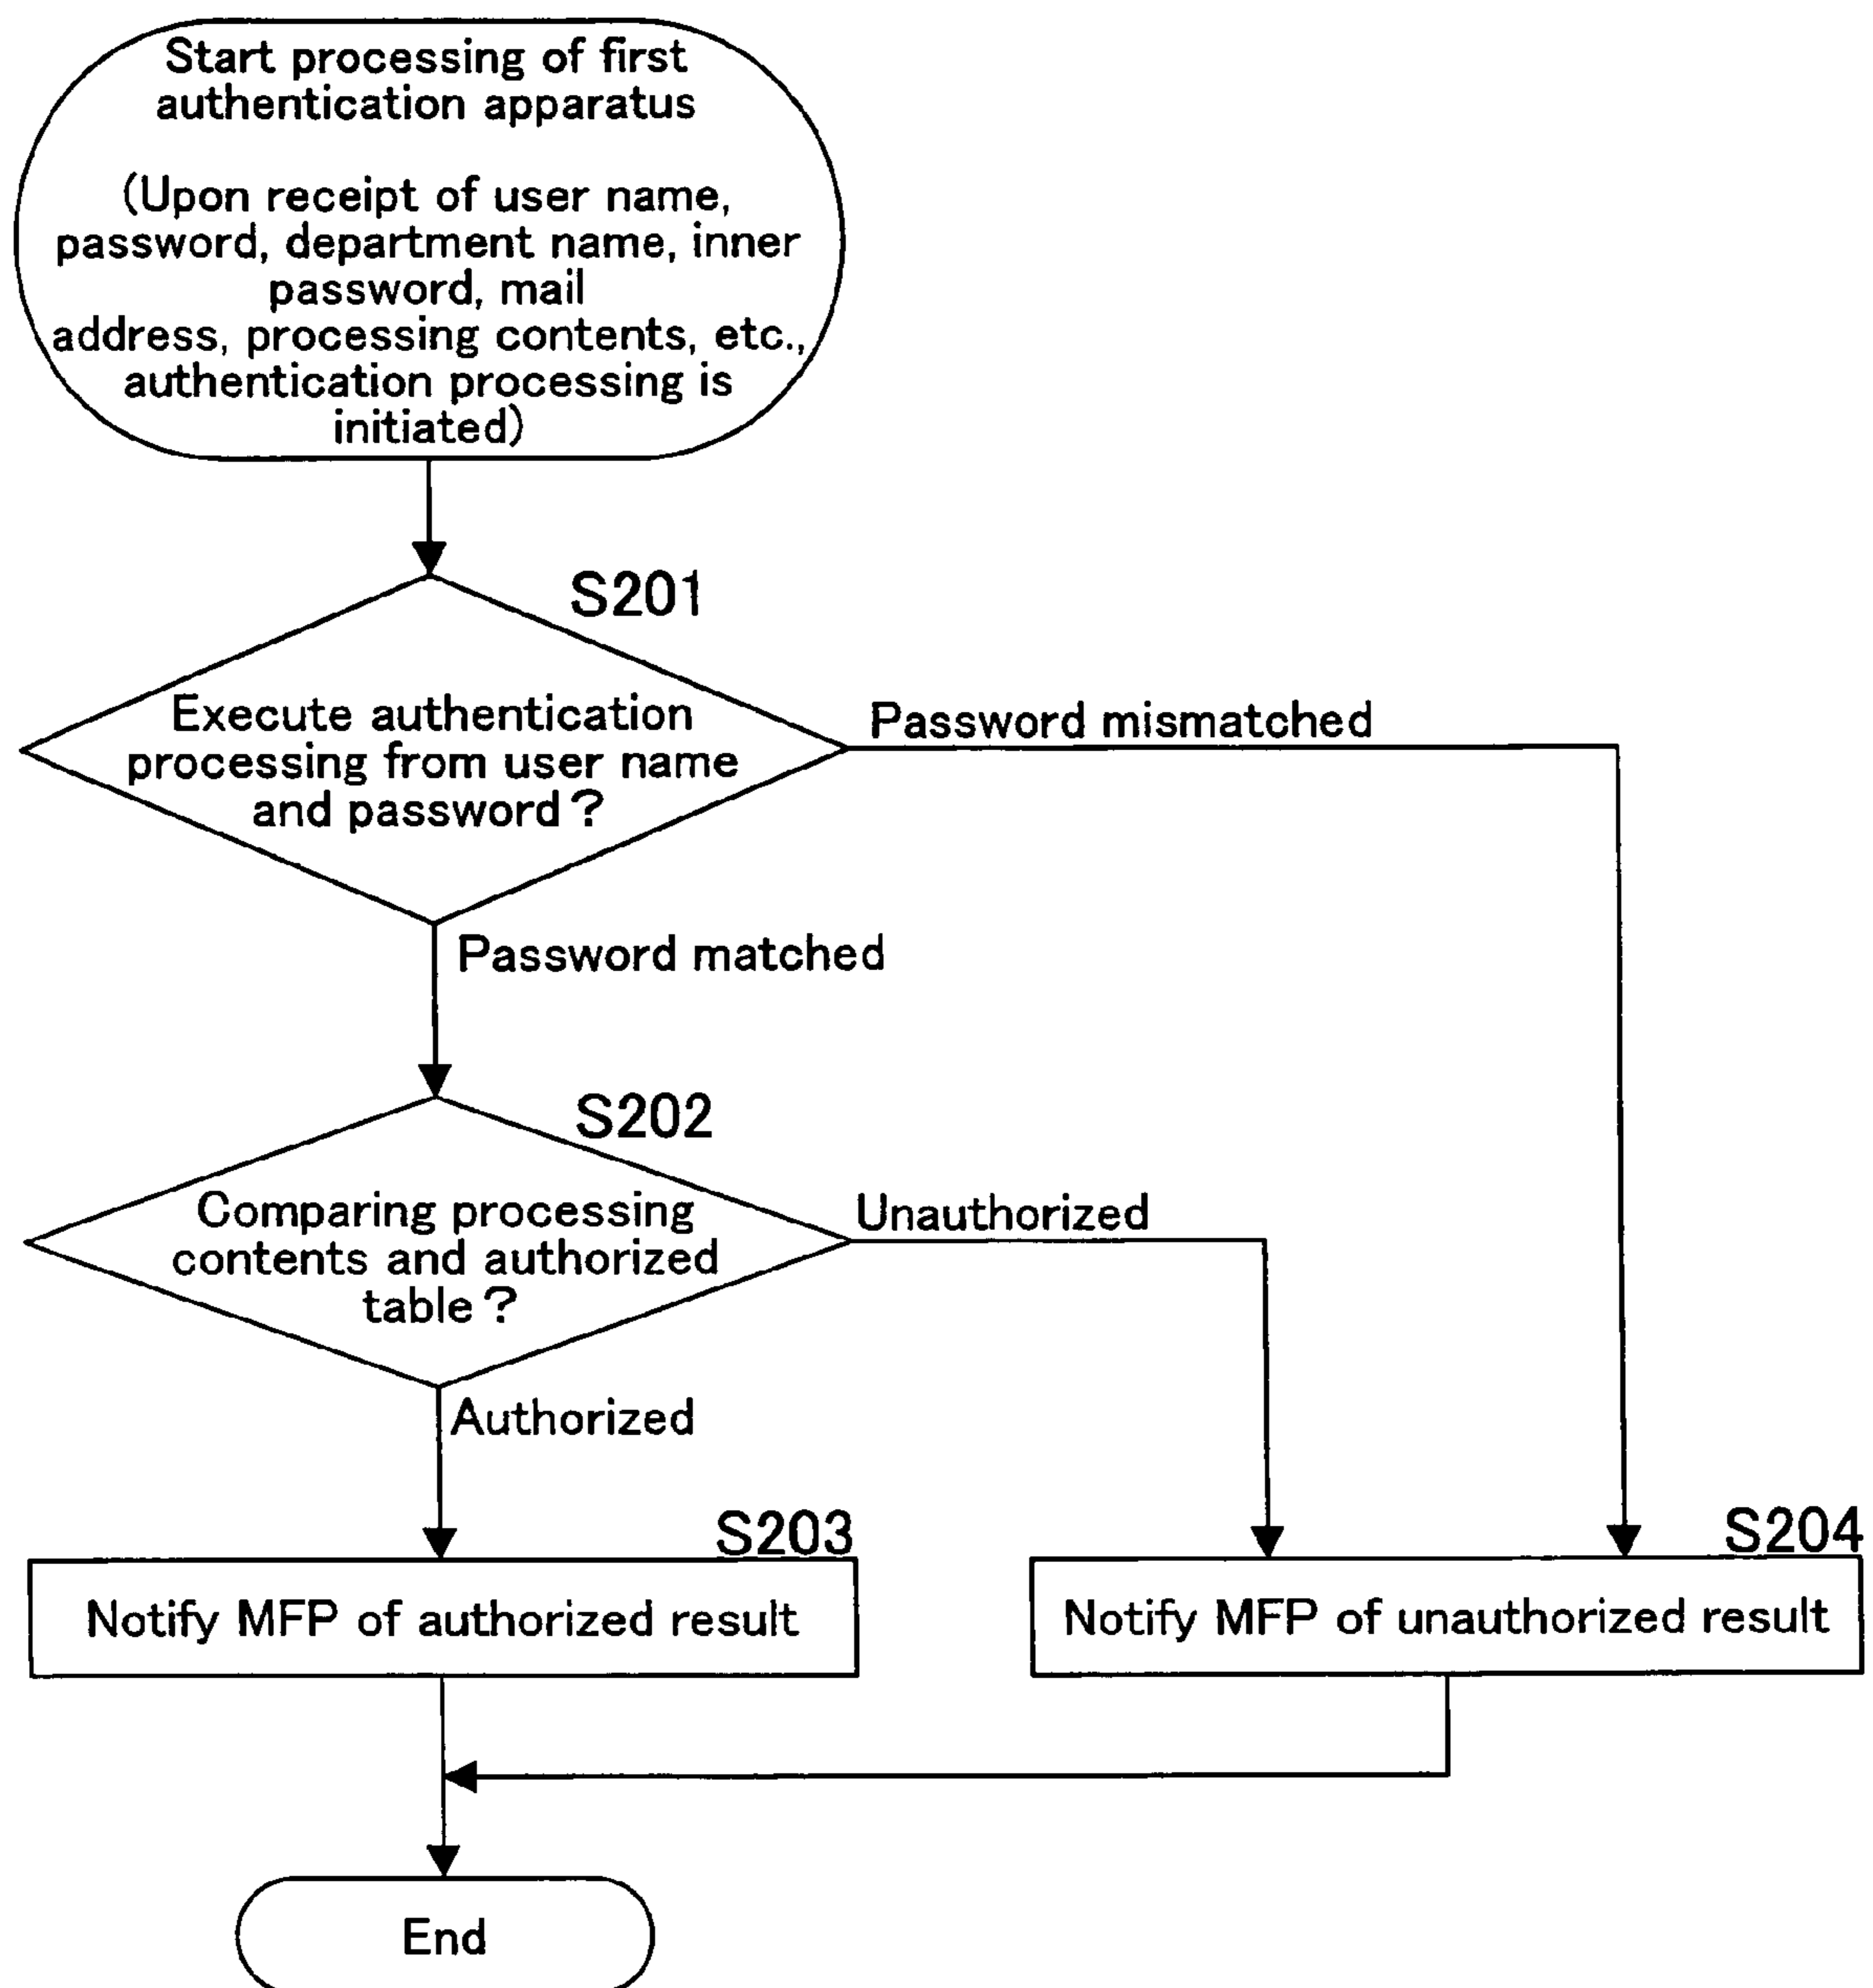 Start processing of first
authentication apparatus
(Upon receipt of user name,
password, department name, inner
password, mail
address, processing contents, etc.,
authentication processing is
initiated)
S201
Execute authentication
processing from user name
and password?
Password mismatched
Password matched
S202
Comparing processing
contents and authorized
table?
Unauthorized
Authorized
S203
Notify MFP of authorized result
S204
Notify MFP of unauthorized result
End